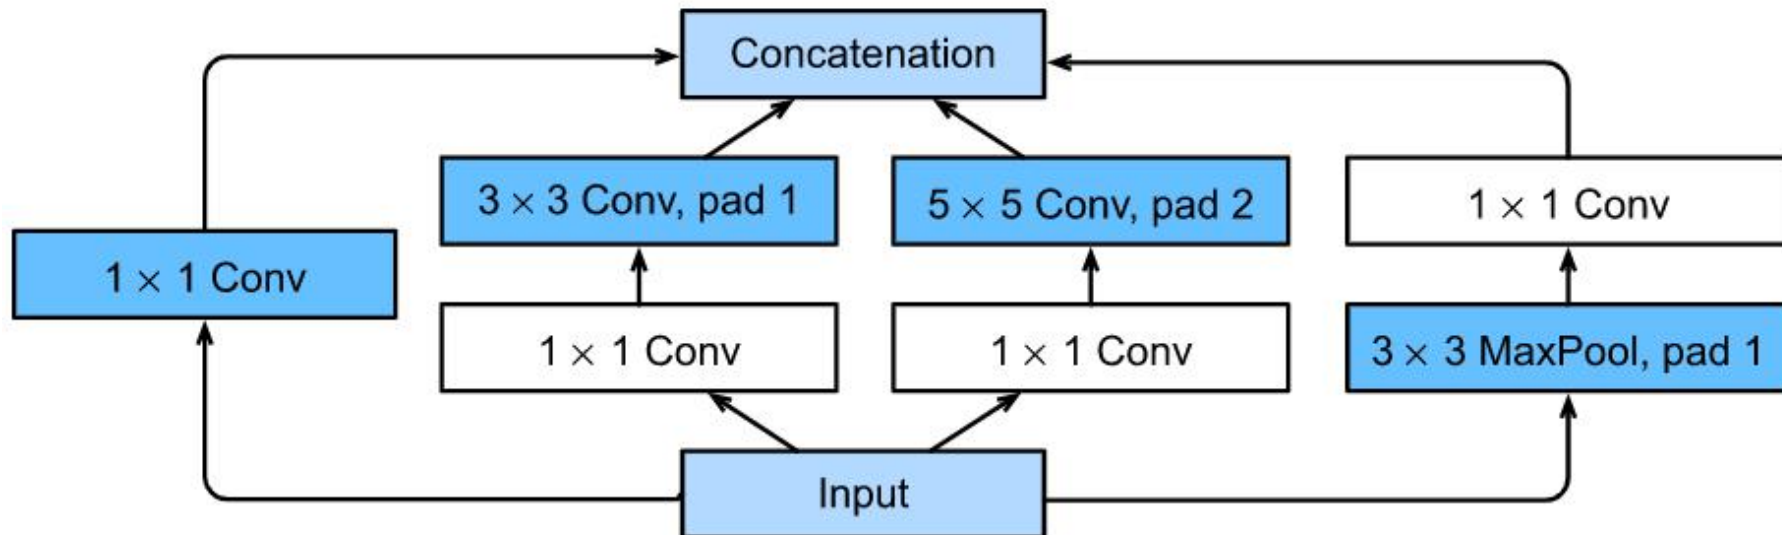 Concatenation
3 × 3 Conv, pad 1
5 × 5 Conv, pad 2
1 × 1 Conv
1 × 1 Conv
1 × 1 Conv
1 × 1 Conv
3 × 3 MaxPool, pad 1
Input